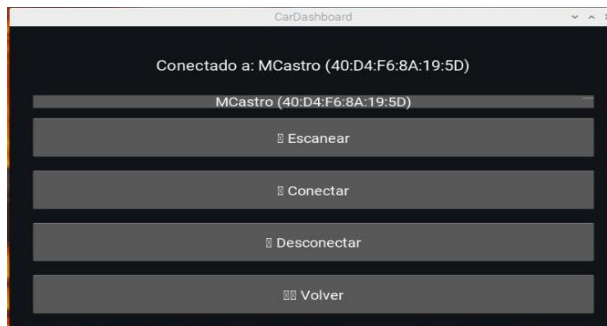 CarDashboard
Conectado a: MCastro (40:D4:F6:8A:19:5D)
MCastro (40:D4:F6:8A:19:5D)
Escanear
Conectar
Desconectar
Volver